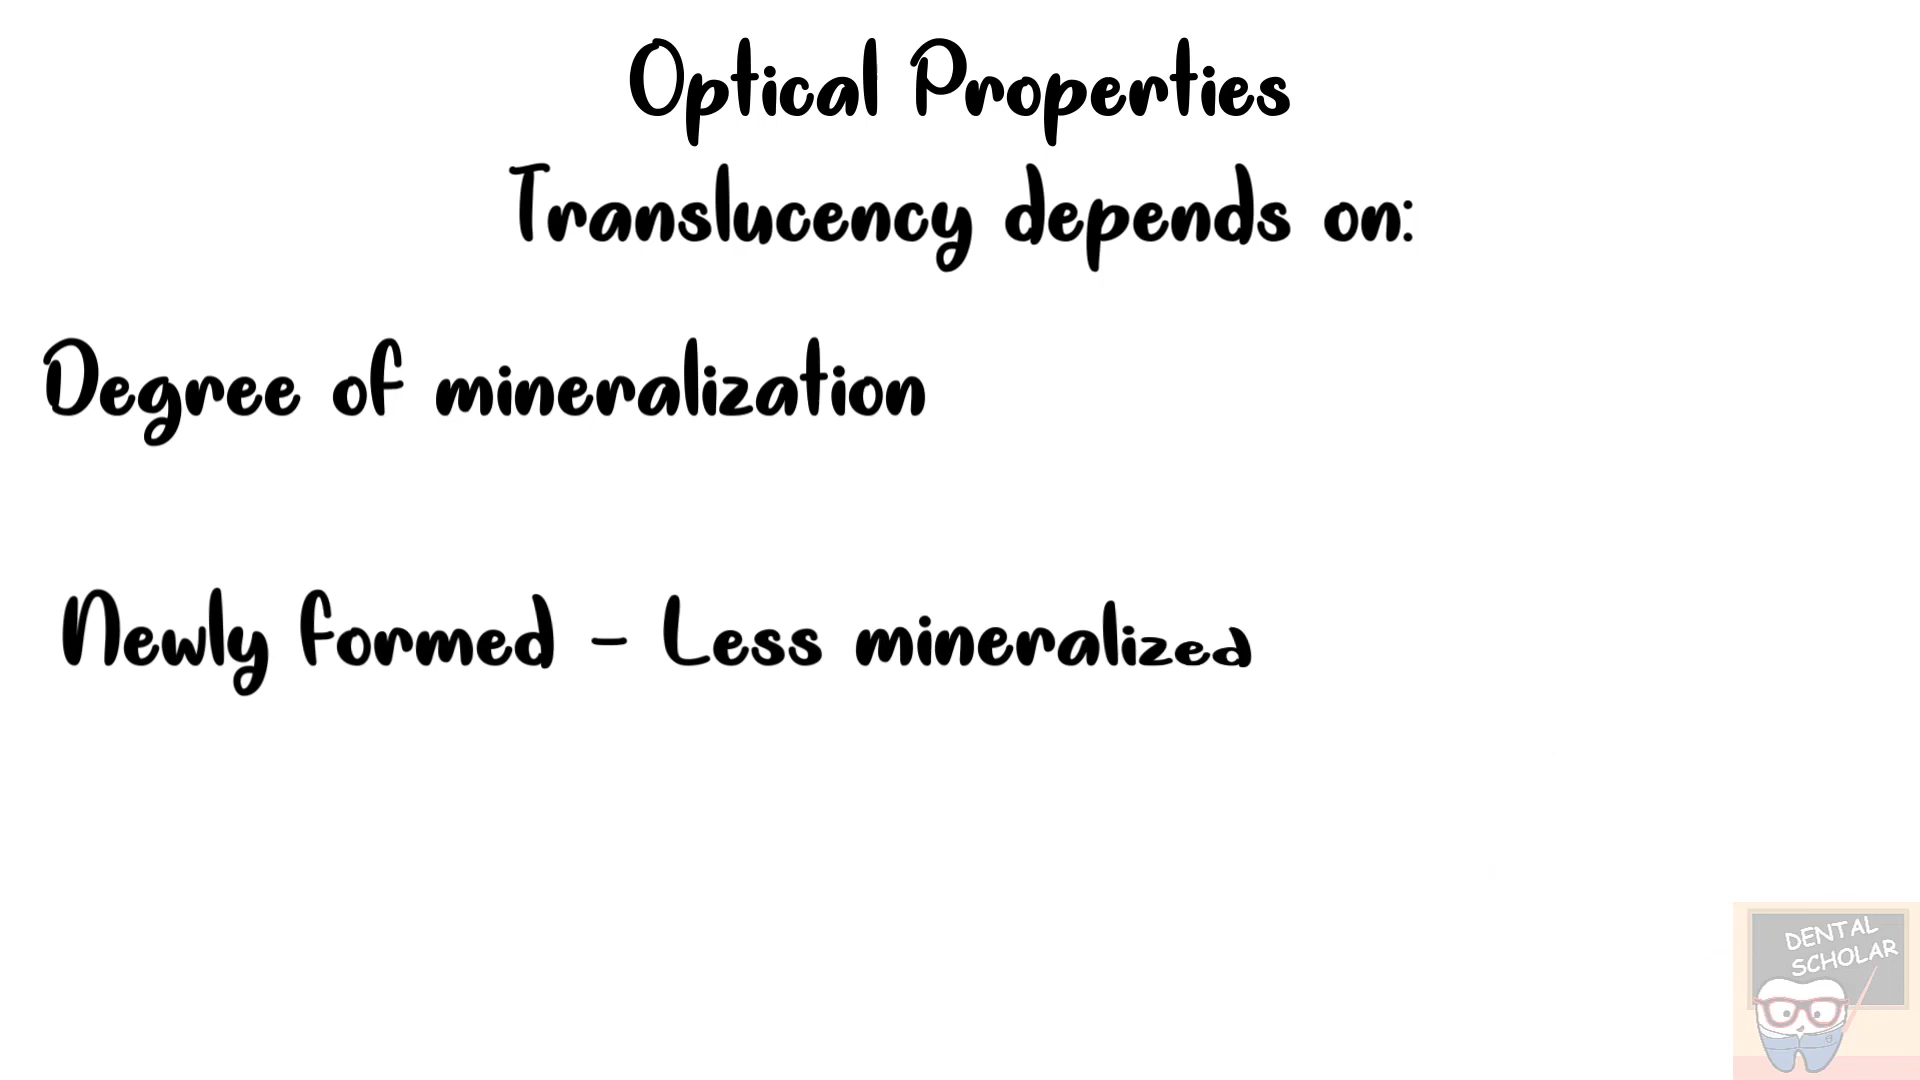 Optical Properties
Translucency depends on:
Degree of mineralization
Newly formed - Less mineralized
DENTAL
SCHOLAR